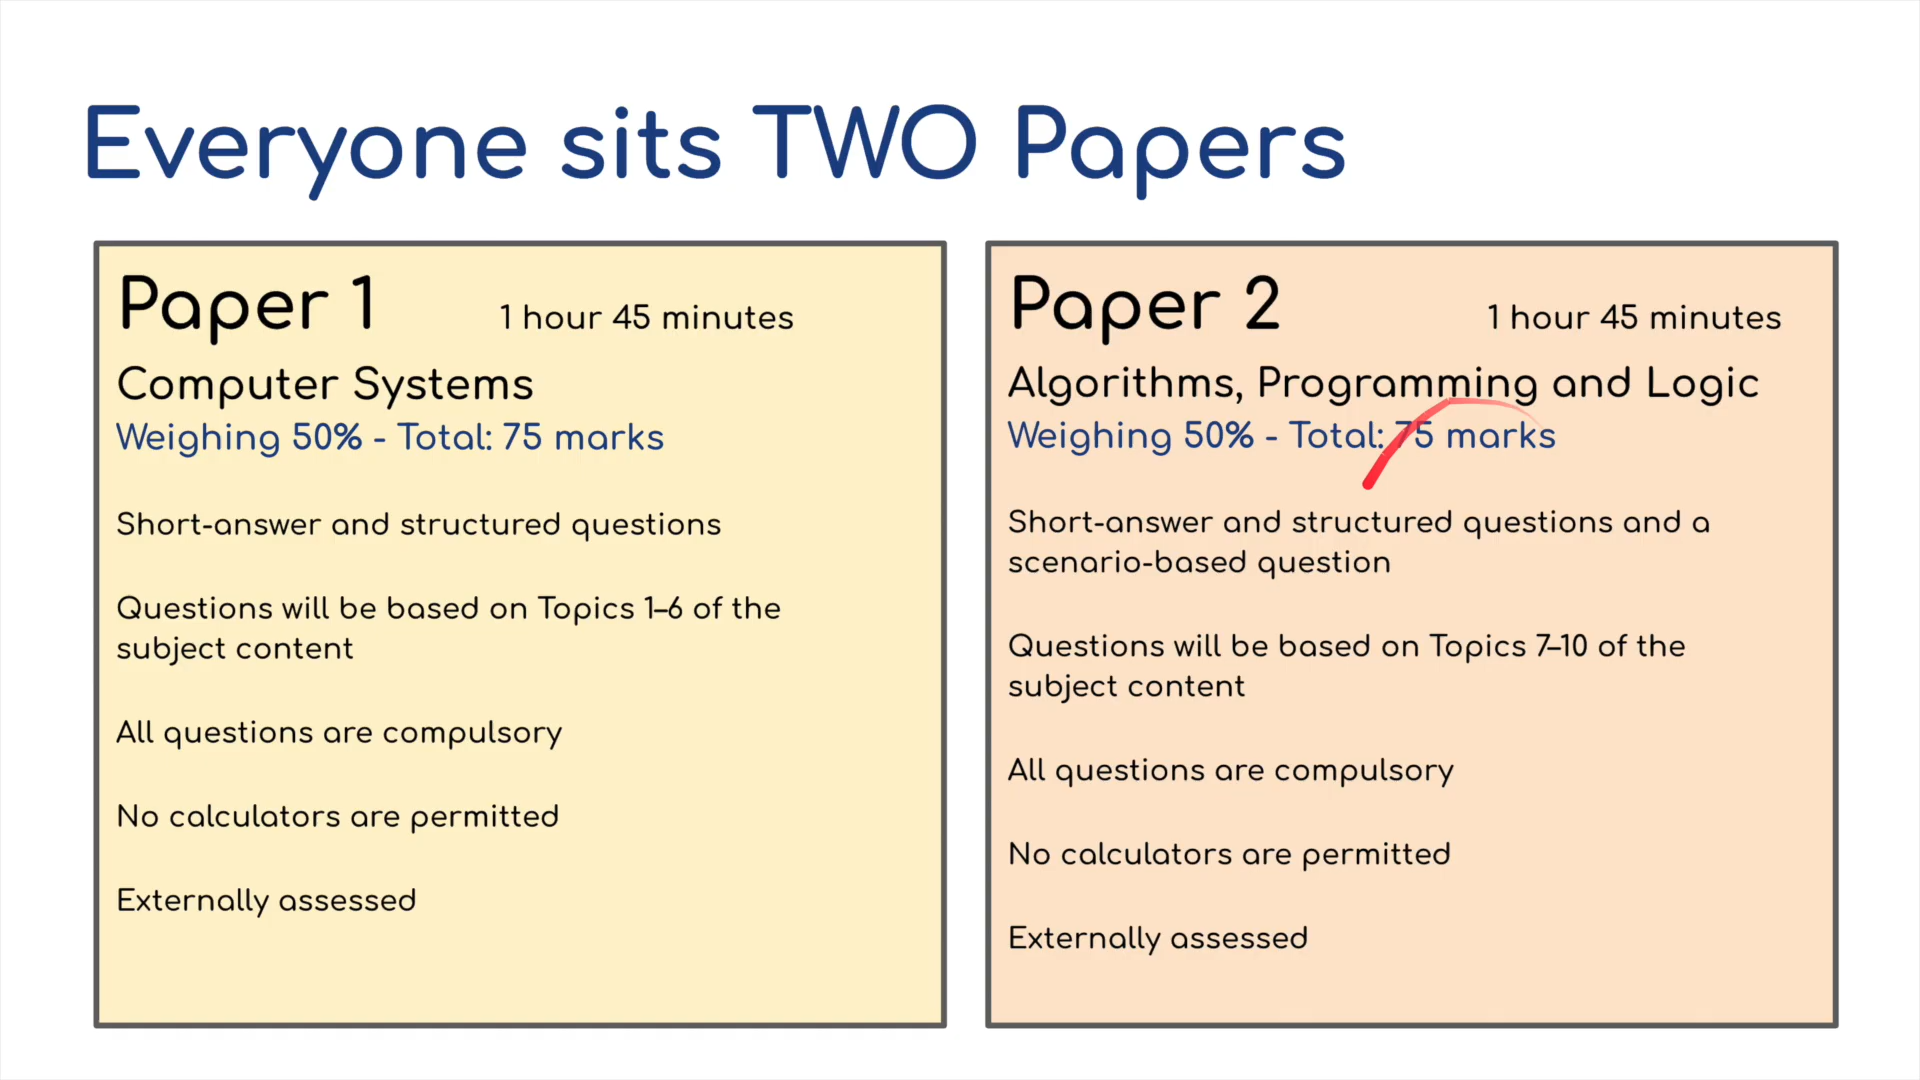 Everyone sits TWO Papers
Paper 1 1 hour 45 minutes
Computer Systems
Weighing 50% - Total: 75 marks
Short-answer and structured questions
Questions will be based on Topics 1–6 of the
subject content
All questions are compulsory
No calculators are permitted
Externally assessed
Paper 2 1 hour 45 minutes
Algorithms, Programming and Logic
Weighing 50% - Total: 75 marks
Short-answer and structured questions and a
scenario-based question
Questions will be based on Topics 7–10 of the
subject content
All questions are compulsory
No calculators are permitted
Externally assessed